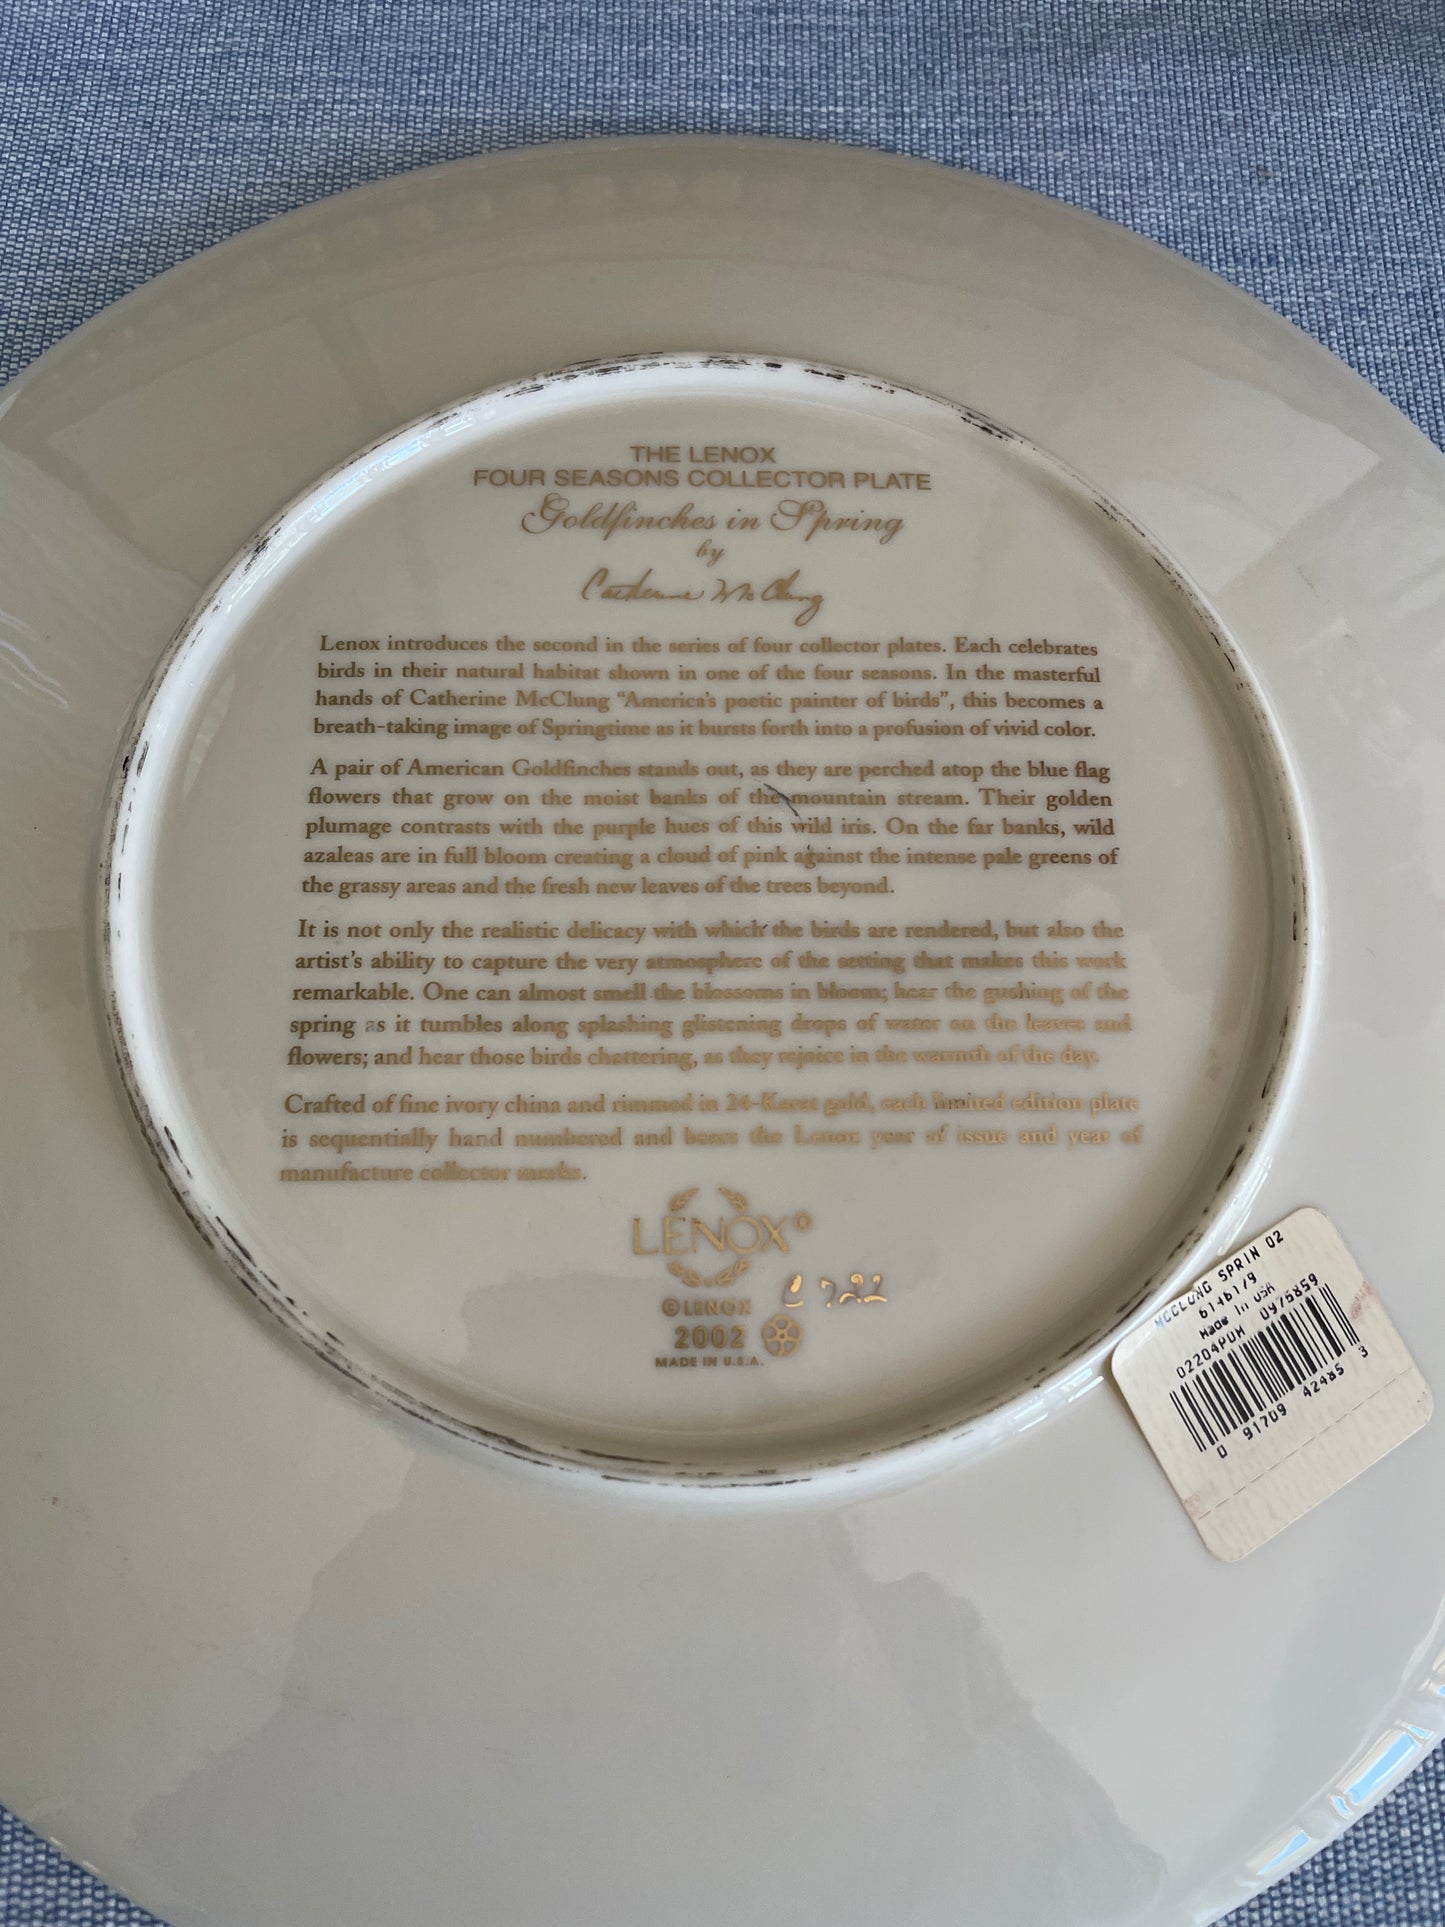 THE LENOX
FOUR SEASONS COLLECTOR PLATE
Goldfinches in Spring
by
Catherine McClung
Lenox introduces the second in the series of four collector plates. Each celebrates
birds in their natural habitat shown in one of the four seasons. In the masterful
hands of Catherine McClung “America’s poetic painter of birds”, this becomes a
breath-taking image of Springtime as it bursts forth into a profusion of vivid color.
A pair of American Goldfinches stands out, as they are perched atop the blue flag
flowers that grow on the moist banks of the mountain stream. Their golden
plumage contrasts with the purple hues of this wild iris. On the far banks, wild
azaleas are in full bloom creating a cloud of pink against the intense pale greens of
the grassy areas and the fresh new leaves of the trees beyond.
It is not only the realistic delicacy with which the birds are rendered, but also the
artist’s ability to capture the very atmosphere of the setting that makes this work
remarkable. One can almost smell the blossoms in bloom; hear the gushing of the
spring as it tumbles along splashing glistening drops of water on the leaves and
flowers; and hear those birds chattering, as they rejoice in the warmth of the day.
Crafted of fine ivory china and rimmed in 24-Karat gold, each limited edition plate
is sequentially hand numbered and bears the Lenox year of issue and year of
manufacture collector marks.
LENOX®
©LENOX
2002
MADE IN U.S.A.
MCCLUNG SPRIN 02
6146179
Made in USA
02204PUM 0975859
0 91709 42485 3